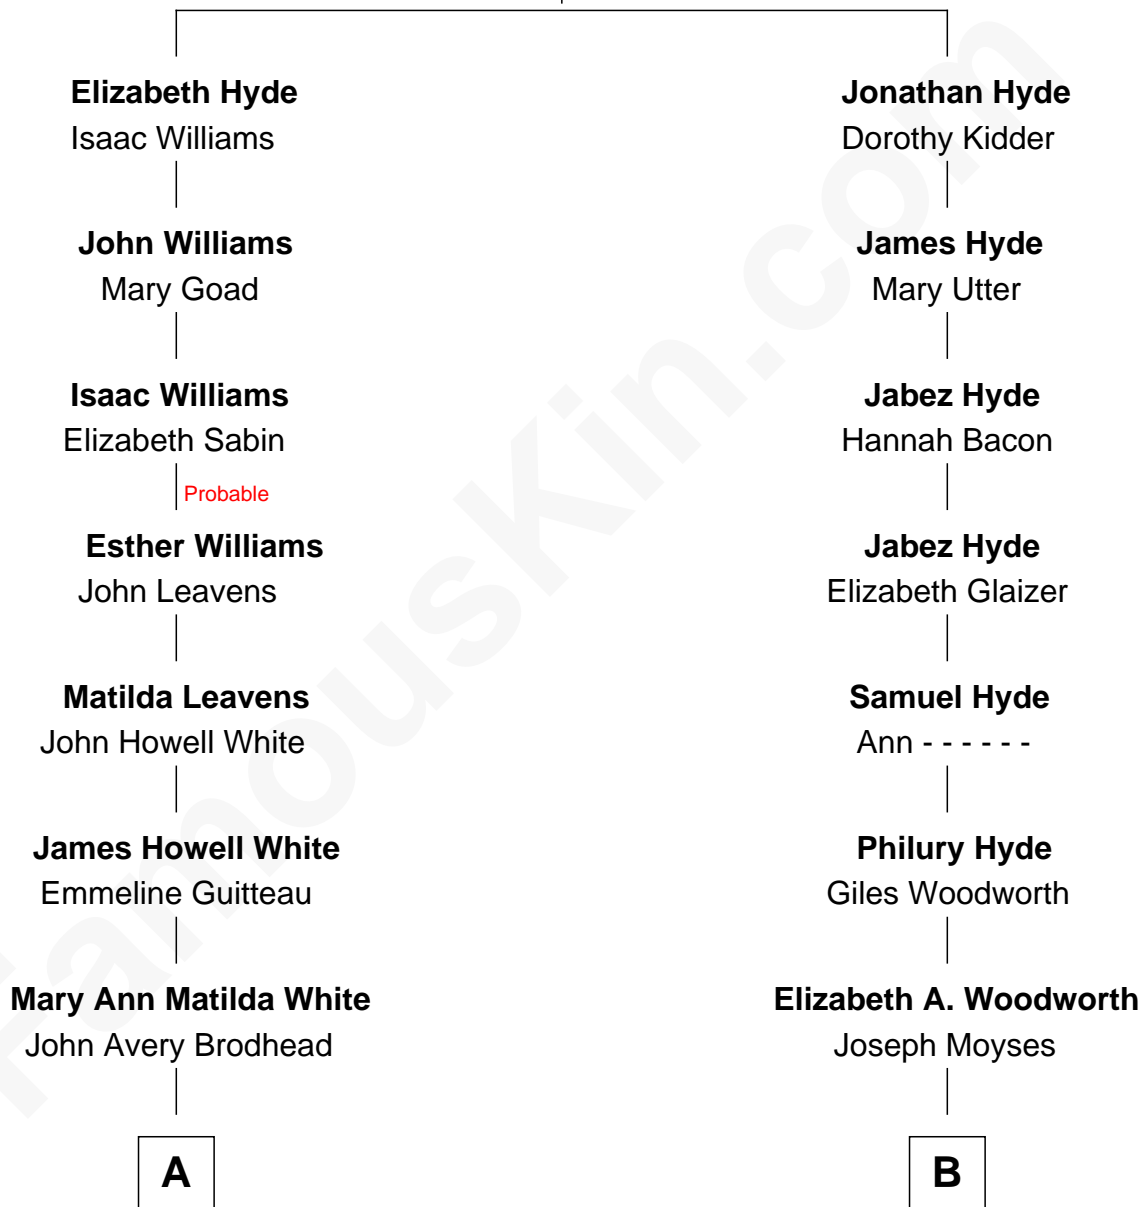 Elizabeth Hyde
Isaac Williams
John Williams
Mary Goad
Isaac Williams
Elizabeth Sabin
Probable
Esther Williams
John Leavens
Matilda Leavens
John Howell White
James Howell White
Emmeline Guitteau
Mary Ann Matilda White
John Avery Brodhead
A
Jonathan Hyde
Dorothy Kidder
James Hyde
Mary Utter
Jabez Hyde
Hannah Bacon
Jabez Hyde
Elizabeth Glaizer
Samuel Hyde
Ann - - - - - -
Philury Hyde
Giles Woodworth
Elizabeth A. Woodworth
Joseph Moyses
B
FamousKin.com